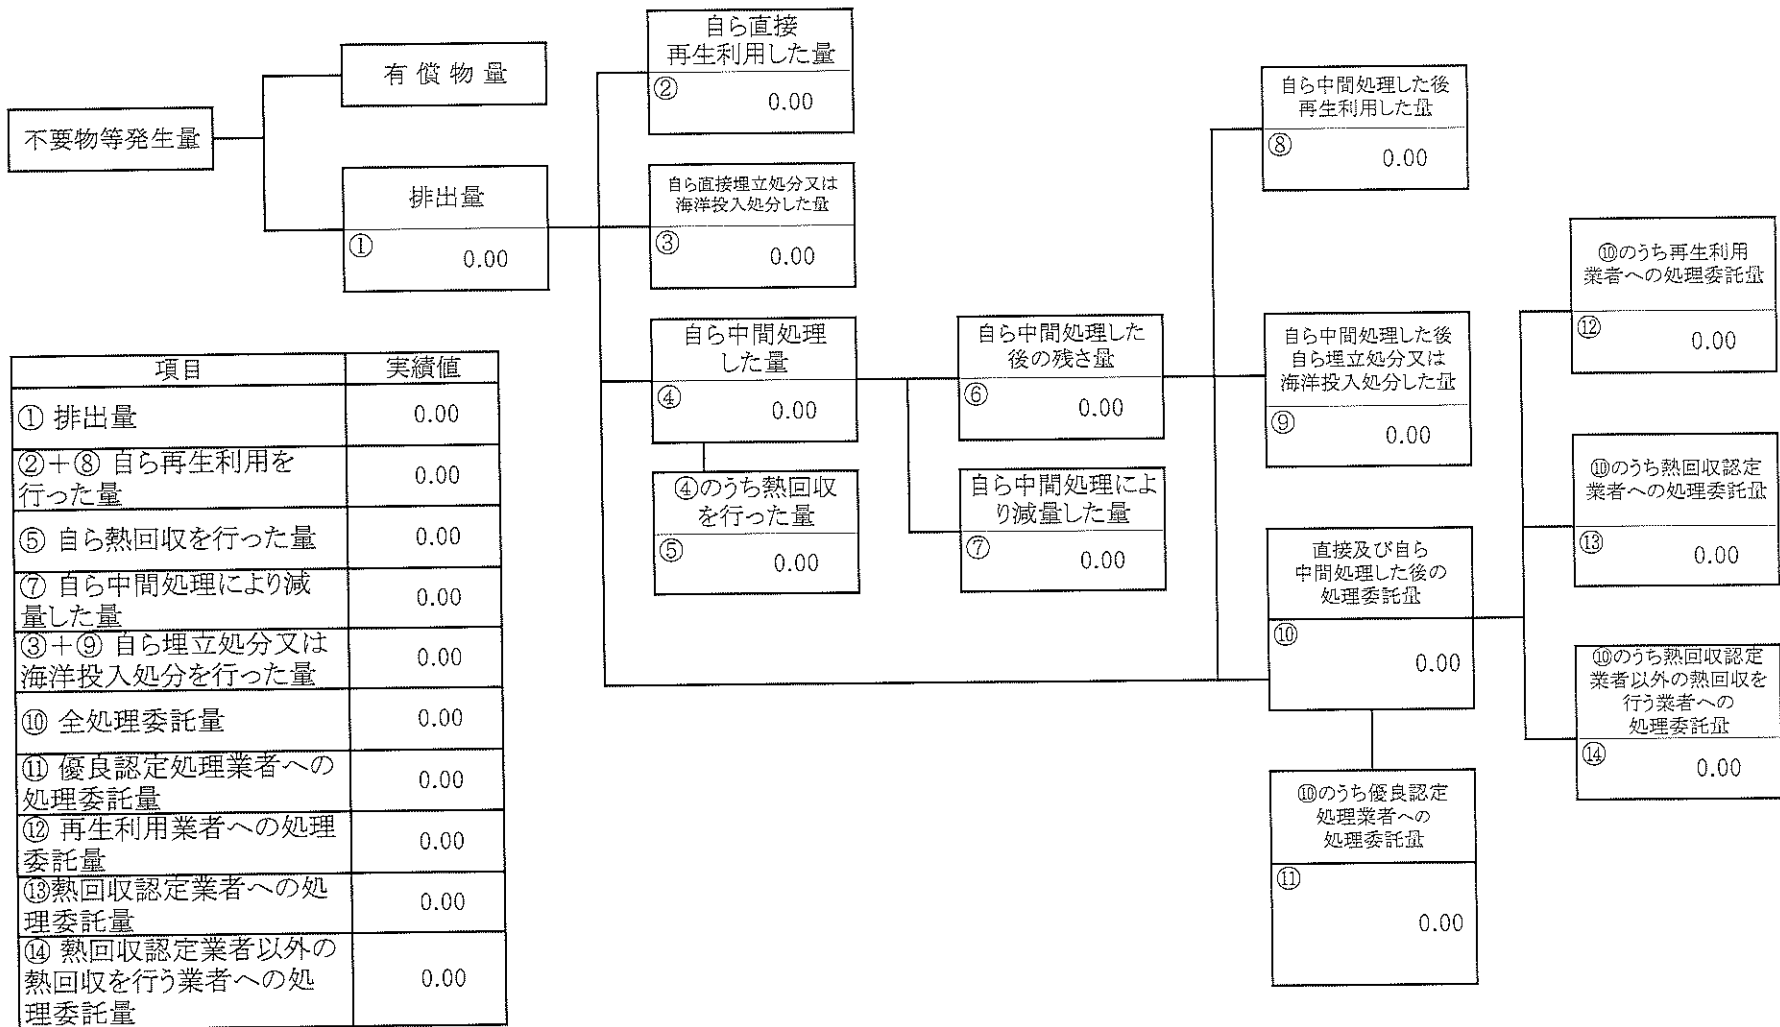 不要物等発生量
有償物量
排出量
①
0.00
自ら直接
再生利用した量
②
0.00
自ら直接埋立処分又は
海洋投入処分した量
③
0.00
自ら中間処理
した量
④
0.00
④のうち熱回収
を行った量
⑤
0.00
自ら中間処理した
後の残さ量
⑥
0.00
自ら中間処理によ
り減量した量
⑦
0.00
自ら中間処理した後
再生利用した量
⑧
0.00
自ら中間処理した後
自ら埋立処分又は
海洋投入処分した量
⑨
0.00
直接及び自ら
中間処理した後の
処理委託量
⑩
0.00
⑩のうち優良認定
処理業者への
処理委託量
⑪
0.00
⑩のうち再生利用
業者への処理委託量
⑫
0.00
⑩のうち熱回収認定
業者への処理委託量
⑬
0.00
⑩のうち熱回収認定
業者以外の熱回収を
行う業者への
処理委託量
⑭
0.00
項目 実績値
① 排出量 0.00
②+⑧ 自ら再生利用を
行った量 0.00
⑤ 自ら熱回収を行った量 0.00
⑦ 自ら中間処理により減
量した量 0.00
③+⑨ 自ら埋立処分又は
海洋投入処分を行った量 0.00
⑩ 全処理委託量 0.00
⑪ 優良認定処理業者への
処理委託量 0.00
⑫ 再生利用業者への処理
委託量 0.00
⑬熱回収認定業者への処
理委託量 0.00
⑭ 熱回収認定業者以外の
熱回収を行う業者への処
理委託量 0.00